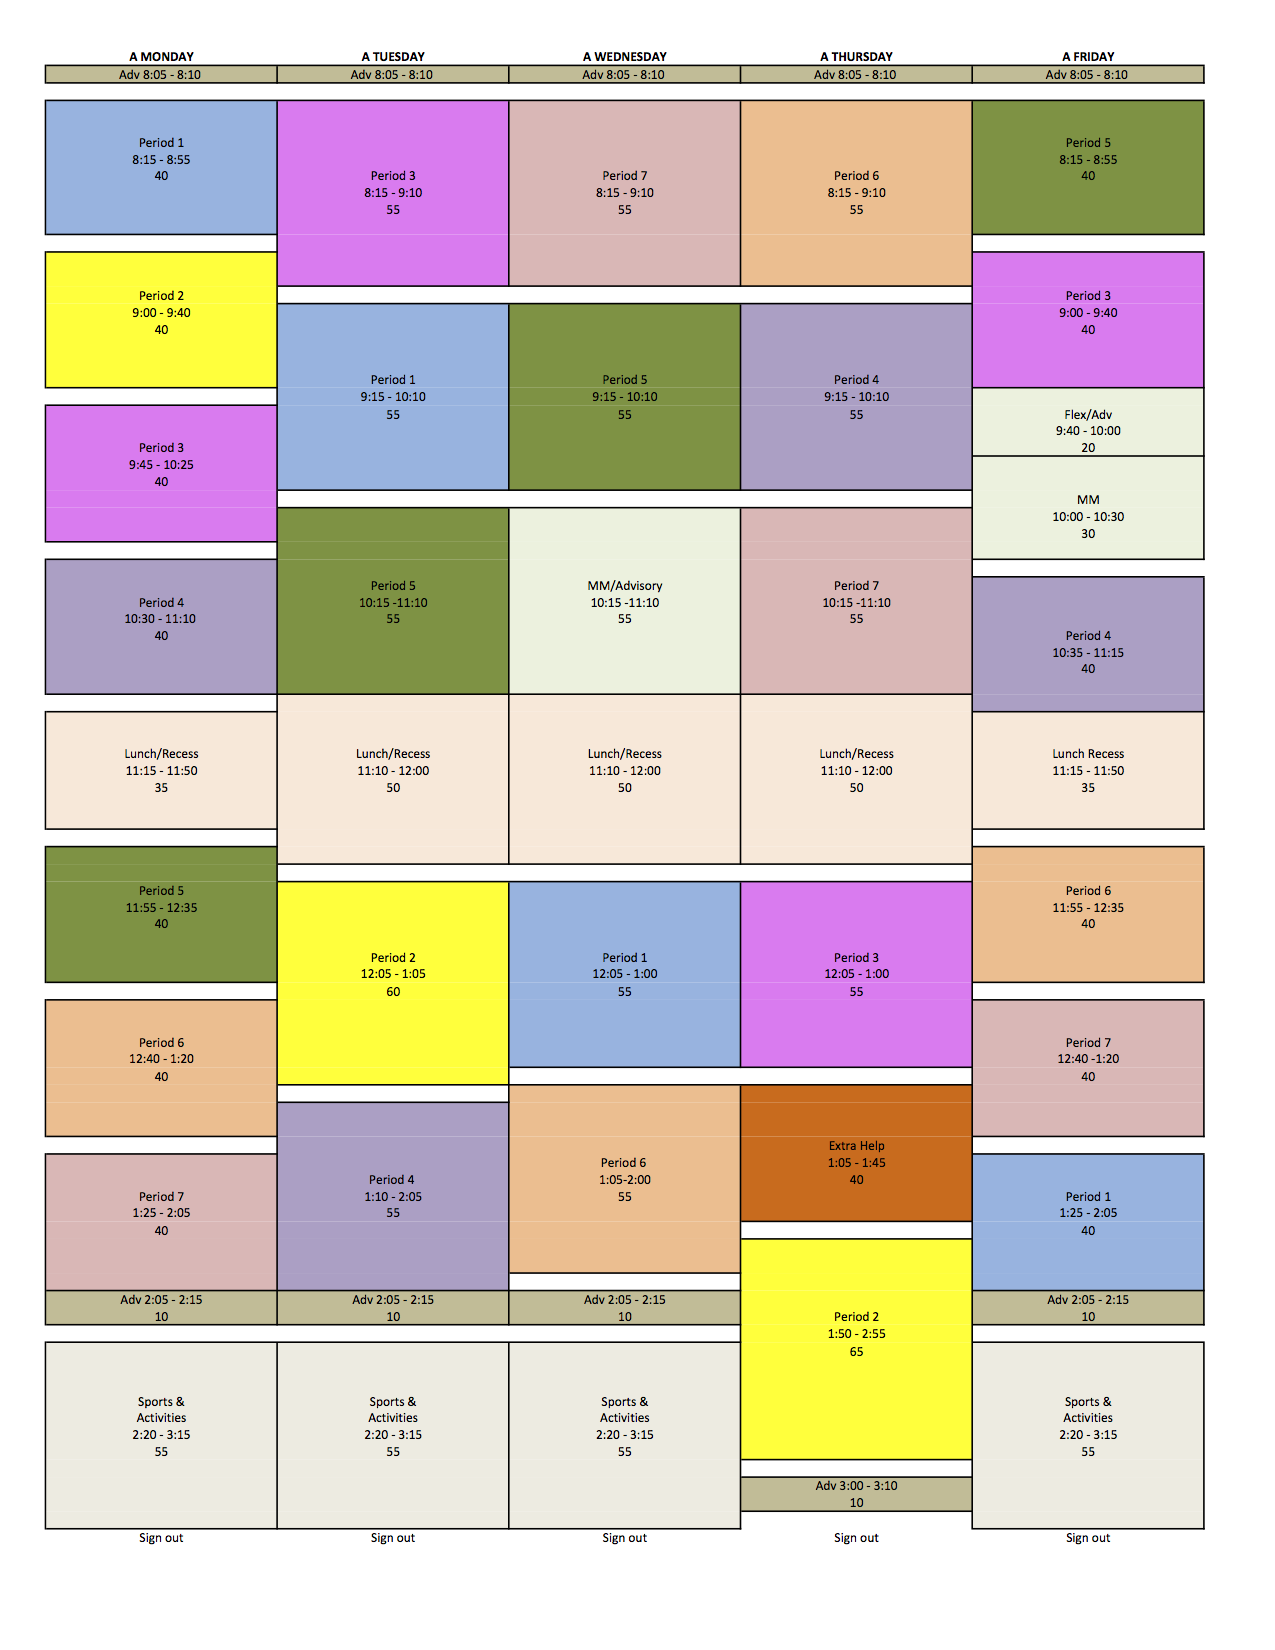 A MONDAY
Adv 8:05 - 8:10
Period 1
8:15 - 8:55
40
Period 2
9:00 - 9:40
40
Period 3
9:45 - 10:25
40
Period 4
10:30 - 11:10
40
Lunch/Recess
11:15 - 11:50
35
Period 5
11:55 - 12:35
40
Period 6
12:40 - 1:20
40
Period 7
1:25 - 2:05
40
Adv 2:05 - 2:15
10
Sports &
Activities
2:20 - 3:15
55
Sign out
A TUESDAY
Adv 8:05 - 8:10
Period 3
8:15 - 9:10
55
Period 1
9:15 - 10:10
55
Period 5
10:15 -11:10
55
Lunch/Recess
11:10 - 12:00
50
Period 2
12:05 - 1:05
60
Period 4
1:10 - 2:05
55
Adv 2:05 - 2:15
10
Sports &
Activities
2:20 - 3:15
55
Sign out
A WEDNESDAY
Adv 8:05 - 8:10
Period 7
8:15 - 9:10
55
Period 5
9:15 - 10:10
55
MM/Advisory
10:15 -11:10
55
Lunch/Recess
11:10 - 12:00
50
Period 1
12:05 - 1:00
55
Period 6
1:05-2:00
55
Adv 2:05 - 2:15
10
Sports &
Activities
2:20 - 3:15
55
Sign out
A THURSDAY
Adv 8:05 - 8:10
Period 6
8:15 - 9:10
55
Period 4
9:15 - 10:10
55
Period 7
10:15 -11:10
55
Lunch/Recess
11:10 - 12:00
50
Period 3
12:05 - 1:00
55
Extra Help
1:05 - 1:45
40
Period 2
1:50 - 2:55
65
Adv 3:00 - 3:10
10
Sign out
A FRIDAY
Adv 8:05 - 8:10
Period 5
8:15 - 8:55
40
Period 3
9:00 - 9:40
40
Flex/Adv
9:40 - 10:00
20
MM
10:00 - 10:30
30
Period 4
10:35 - 11:15
40
Lunch Recess
11:15 - 11:50
35
Period 6
11:55 - 12:35
40
Period 7
12:40 -1:20
40
Period 1
1:25 - 2:05
40
Adv 2:05 - 2:15
10
Sports &
Activities
2:20 - 3:15
55
Sign out